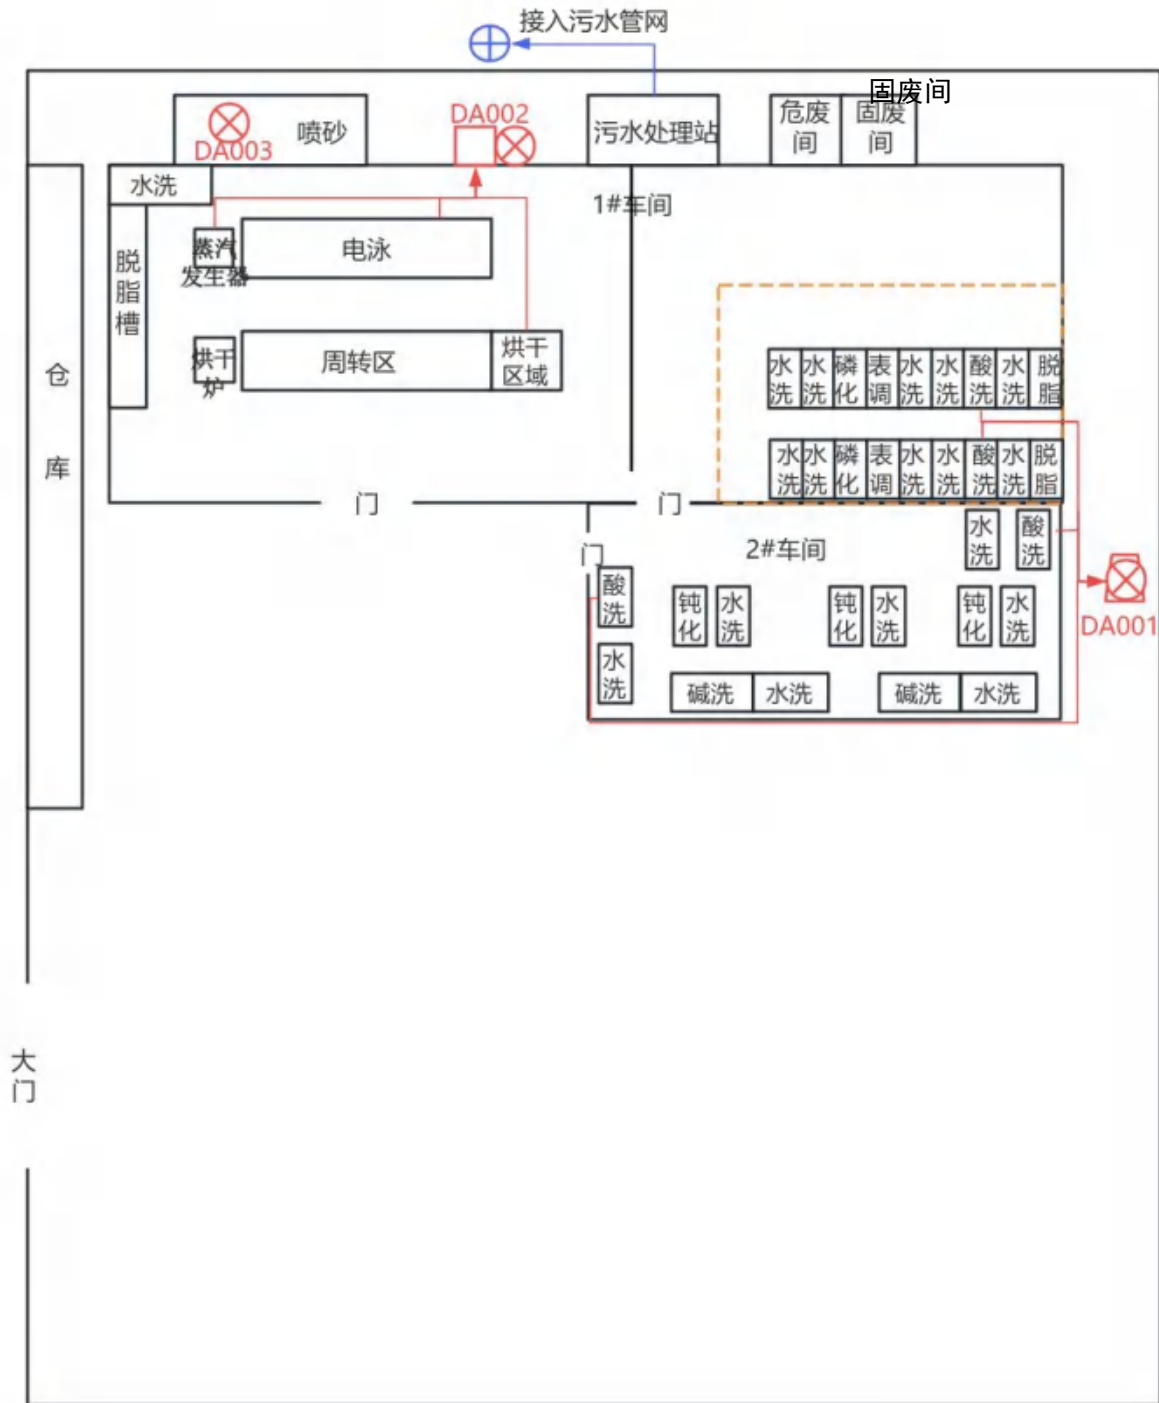 接入污水管网
固废间
DA002
DA003
喷砂
污水处理站
危废
间
固废
间
水洗
1#车间
脱
脂
槽
蒸汽
发生器
电泳
烘干
炉
周转区
烘干
区域
仓
库
水洗
水洗
磷化
表调
水洗
水洗
酸洗
水洗
脱脂
水洗
水洗
磷化
表调
水洗
水洗
酸洗
水洗
脱脂
门
门
门
2#车间
水洗
酸洗
酸洗
钝化
水洗
钝化
水洗
钝化
水洗
DA001
水洗
碱洗
水洗
碱洗
水洗
大
门